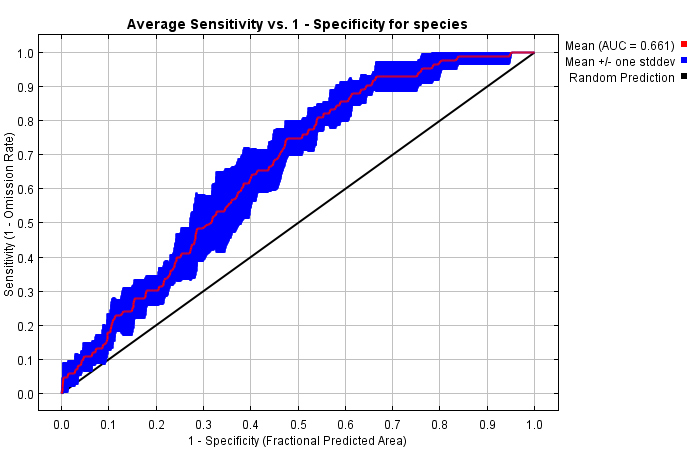 Average Sensitivity vs. 1 - Specificity for species
Mean (AUC = 0.661)
Mean +/- one stddev
Random Prediction
Sensitivity (1 - Omission Rate)
1.0
0.9
0.8
0.7
0.6
0.5
0.4
0.3
0.2
0.1
0.0
0.0 0.1 0.2 0.3 0.4 0.5 0.6 0.7 0.8 0.9 1.0
1 - Specificity (Fractional Predicted Area)